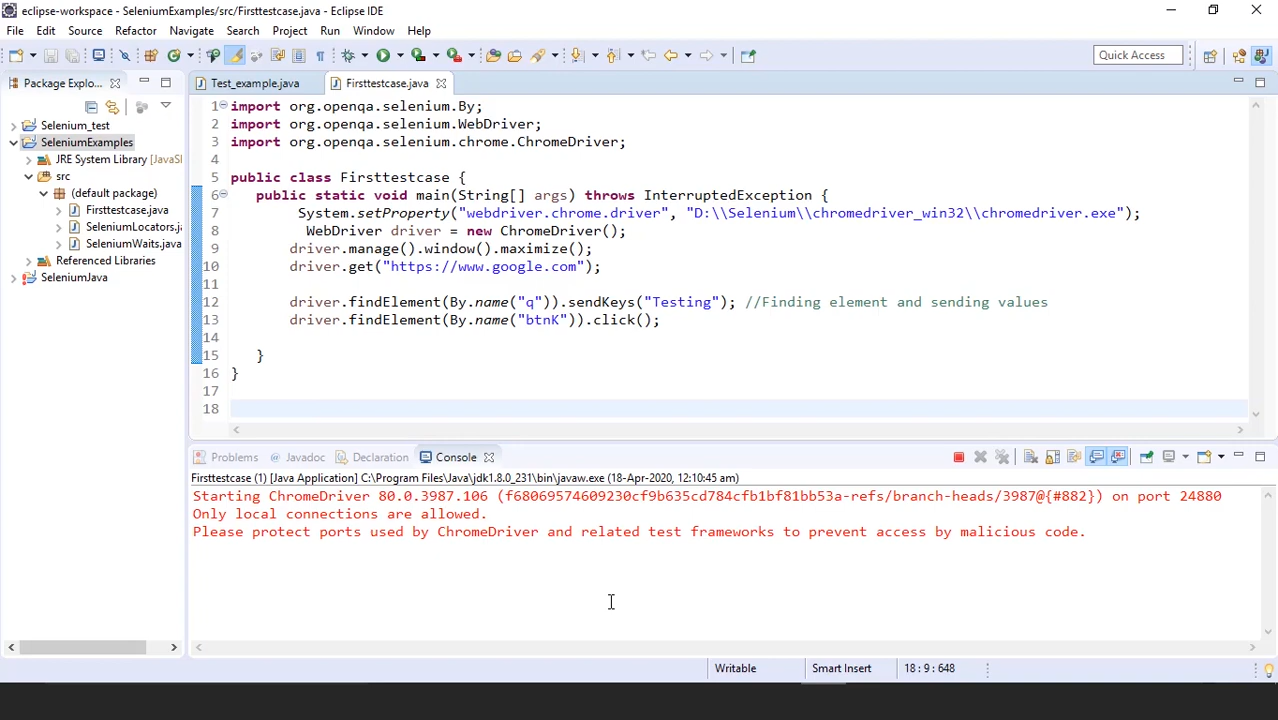 eclipse-workspace - SeleniumExamples/src/Firsttestcase.java - Eclipse IDE
File Edit Source Refactor Navigate Search Project Run Window Help
Quick Access
Package Explo...
Selenium_test
SeleniumExamples
JRE System Library [JavaS
src
(default package)
Firsttestcase.java
SeleniumLocators.j
SeleniumWaits.java
Referenced Libraries
SeleniumJava
Test_example.java
Firsttestcase.java
1 import org.openqa.selenium.By;
2 import org.openqa.selenium.WebDriver;
3 import org.openqa.selenium.chrome.ChromeDriver;
4
5 public class Firsttestcase {
6 public static void main(String[] args) throws InterruptedException {
7 System.setProperty("webdriver.chrome.driver", "D:\\Selenium\\chromedriver_win32\\chromedriver.exe");
8 WebDriver driver = new ChromeDriver();
9 driver.manage().window().maximize();
10 driver.get("https://www.google.com");
11
12 driver.findElement(By.name("q")).sendKeys("Testing"); //Finding element and sending values
13 driver.findElement(By.name("btnK")).click();
14
15 }
16 }
17
18
Problems Javadoc Declaration Console
Firsttestcase (1) [Java Application] C:\Program Files\Java\jdk1.8.0_231\bin\javaw.exe (18-Apr-2020, 12:10:45 am)
Starting ChromeDriver 80.0.3987.106 (f68069574609230cf9b635cd784cfb1bf81bb53a-refs/branch-heads/3987@{#882}) on port 24880
Only local connections are allowed.
Please protect ports used by ChromeDriver and related test frameworks to prevent access by malicious code.
Writable Smart Insert 18 : 9 : 648